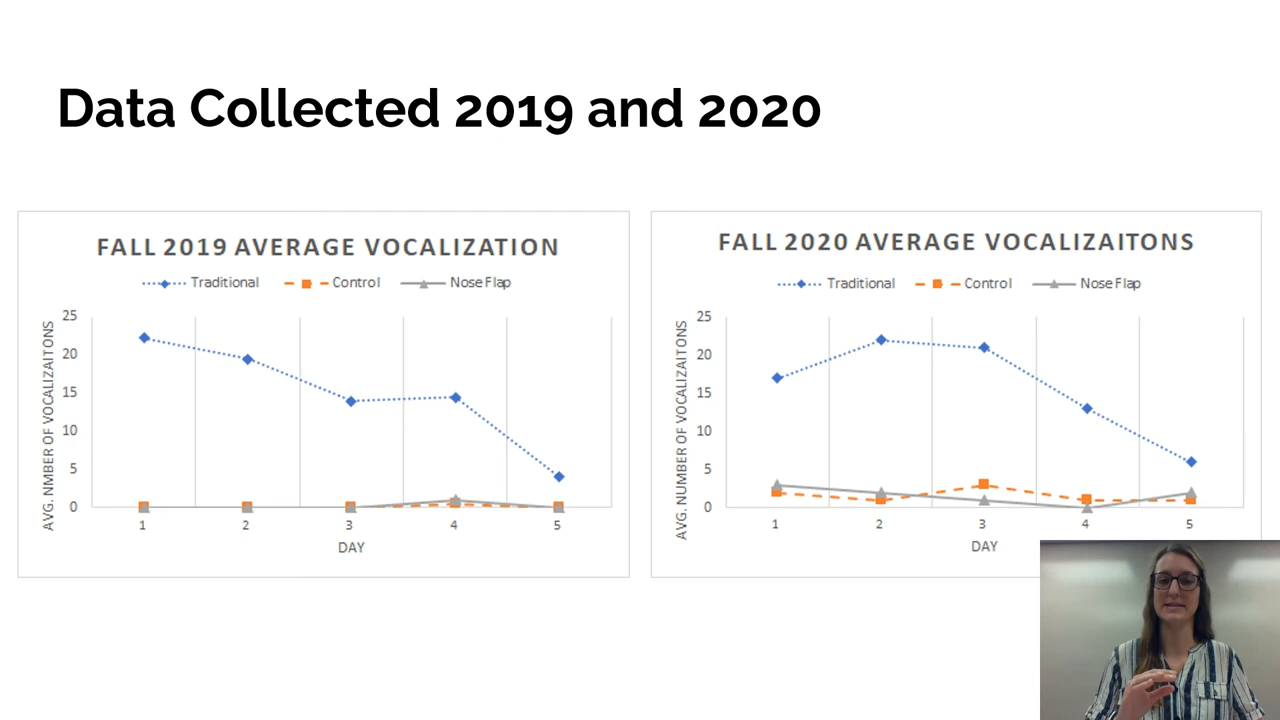 Data Collected 2019 and 2020
FALL 2019 AVERAGE VOCALIZATION
Traditional Control Nose Flap
AVG. NMBER OF VOCALIZAITONS
25
20
15
10
5
0
1 2 3 4 5
DAY
FALL 2020 AVERAGE VOCALIZAITONS
Traditional Control Nose Flap
AVG. NUMBER OF VOCALIZAITONS
25
20
15
10
5
0
1 2 3 4 5
DAY